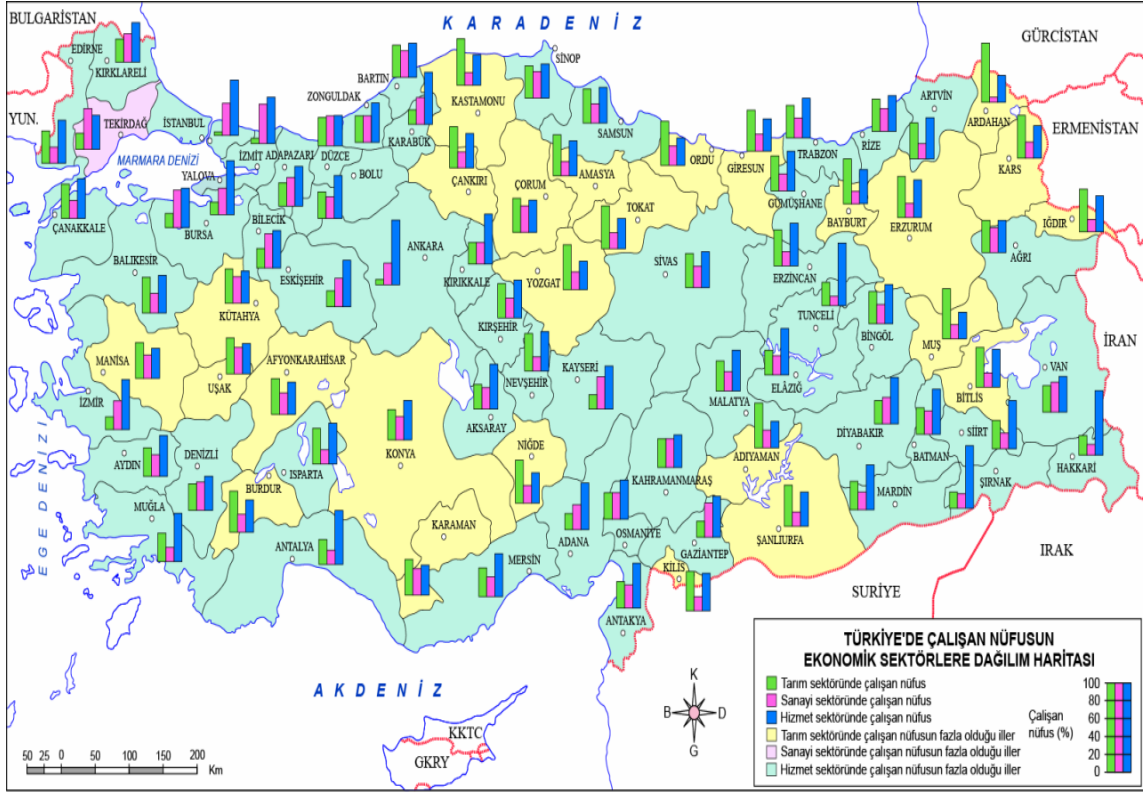 BULGARİSTAN
KARADENİZ
GÜRCİSTAN
EDİRNE
KIRKLARELİ
SİNOP
BARTIN
KASTAMONU
ZONGULDAK
ARTVİN
ARDAHAN
YUN.
TEKİRDAĞ
İSTANBUL
KARABÜK
SAMSUN
ERMENİSTAN
MARMARA DENİZİ
İZMİT
ADAPAZARI
DÜZCE
ORDU
GİRESUN
TRABZON
RİZE
KARS
YALOVA
BOLU
ÇANKIRI
ÇORUM
AMASYA
GÜMÜŞHANE
ÇANAKKALE
BURSA
BİLECİK
TOKAT
BAYBURT
ERZURUM
IĞDIR
BALIKESİR
ESKİŞEHİR
ANKARA
KIRIKKALE
SİVAS
ERZİNCAN
AĞRI
KÜTAHYA
YOZGAT
KIRŞEHİR
TUNCELİ
BİNGÖL
MUŞ
İRAN
MANİSA
UŞAK
AFYONKARAHİSAR
NEVŞEHİR
KAYSERİ
ELAZIĞ
VAN
İZMİR
AKSARAY
MALATYA
BİTLİS
AYDIN
DENİZLİ
ISPARTA
KONYA
NİĞDE
ADIYAMAN
DİYABAKIR
BATMAN
SİİRT
EGE DENİZİ
BURDUR
KAHRAMANMARAŞ
HAKKARİ
MUĞLA
MARDİN
ŞIRNAK
ANTALYA
KARAMAN
MERSİN
ADANA
OSMANİYE
GAZİANTEP
ŞANLIURFA
IRAK
KİLİS
SURİYE
ANTAKYA
AKDENİZ
K
B
D
G
KKTC
GKRY
50 25 0 50 100 150 200
Km
TÜRKİYE'DE ÇALIŞAN NÜFUSUN
EKONOMİK SEKTÖRLERE DAĞILIM HARİTASI
Tarım sektöründe çalışan nüfus
Sanayi sektöründe çalışan nüfus
Hizmet sektöründe çalışan nüfus
Tarım sektöründe çalışan nüfusun fazla olduğu iller
Sanayi sektöründe çalışan nüfusun fazla olduğu iller
Hizmet sektöründe çalışan nüfusun fazla olduğu iller
Çalışan
nüfus (%)
100
80
60
40
20
0